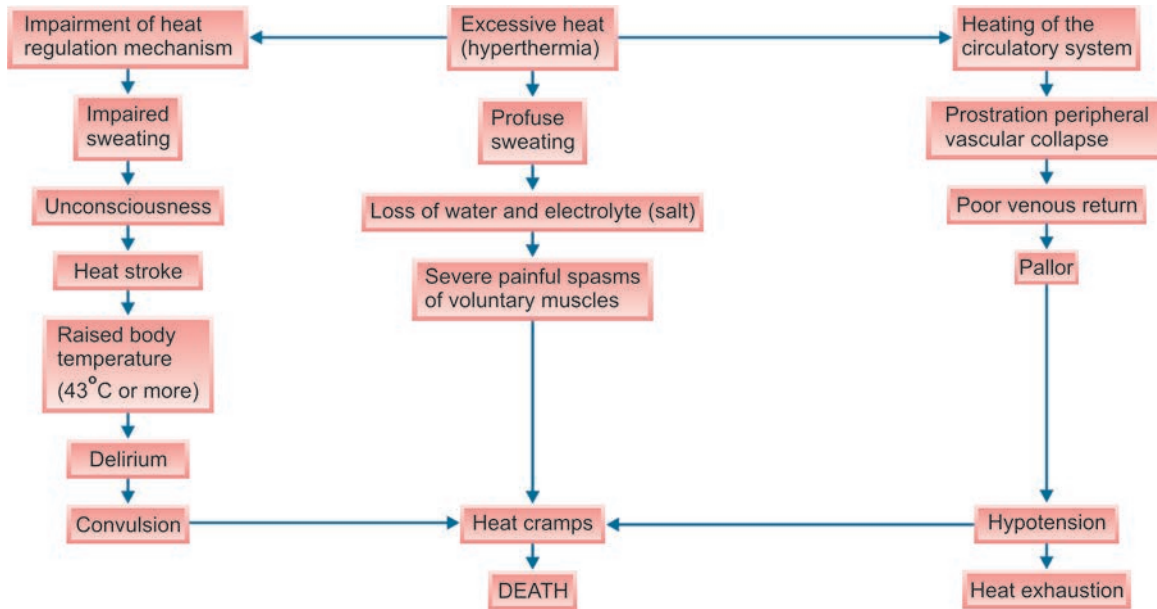 Impairment of heat
regulation mechanism
Excessive heat
(hyperthermia)
Heating of the
circulatory system
Impaired
sweating
Profuse
sweating
Prostration peripheral
vascular collapse
Unconsciousness
Loss of water and electrolyte (salt)
Poor venous return
Heat stroke
Severe painful spasms
of voluntary muscles
Pallor
Raised body
temperature
(43°C or more)
Delirium
Convulsion
Heat cramps
Hypotension
DEATH
Heat exhaustion